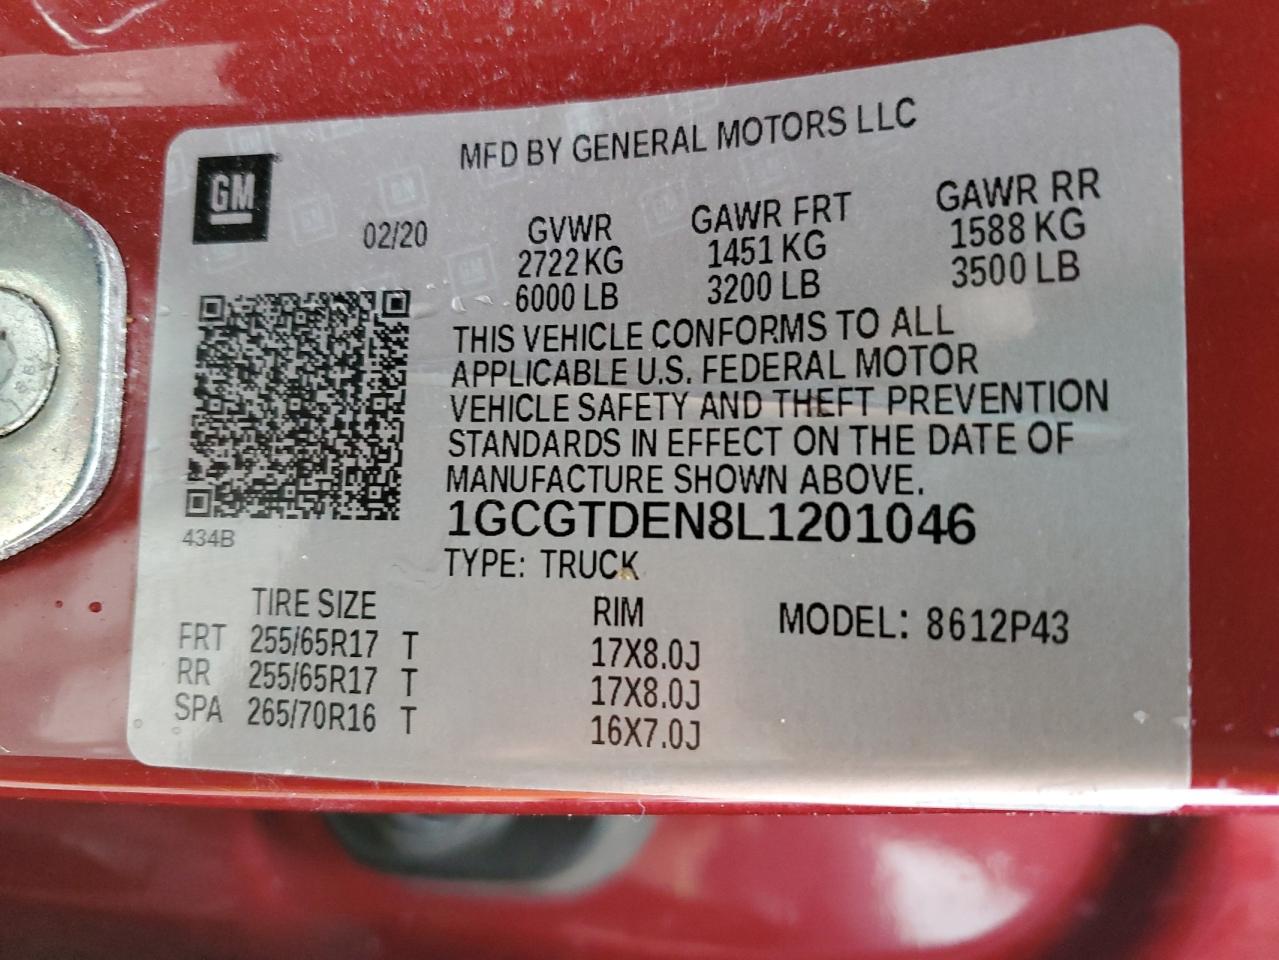 MFD BY GENERAL MOTORS LLC
GM
02/20
GVWR
2722 KG
6000 LB
GAWR FRT
1451 KG
3200 LB
GAWR RR
1588 KG
3500 LB
THIS VEHICLE CONFORMS TO ALL
APPLICABLE U.S. FEDERAL MOTOR
VEHICLE SAFETY AND THEFT PREVENTION
STANDARDS IN EFFECT ON THE DATE OF
MANUFACTURE SHOWN ABOVE.
1GCGTDEN8L1201046
434B
TYPE: TRUCK
TIRE SIZE RIM MODEL: 8612P43
FRT 255/65R17 T 17X8.0J
RR 255/65R17 T 17X8.0J
SPA 265/70R16 T 16X7.0J